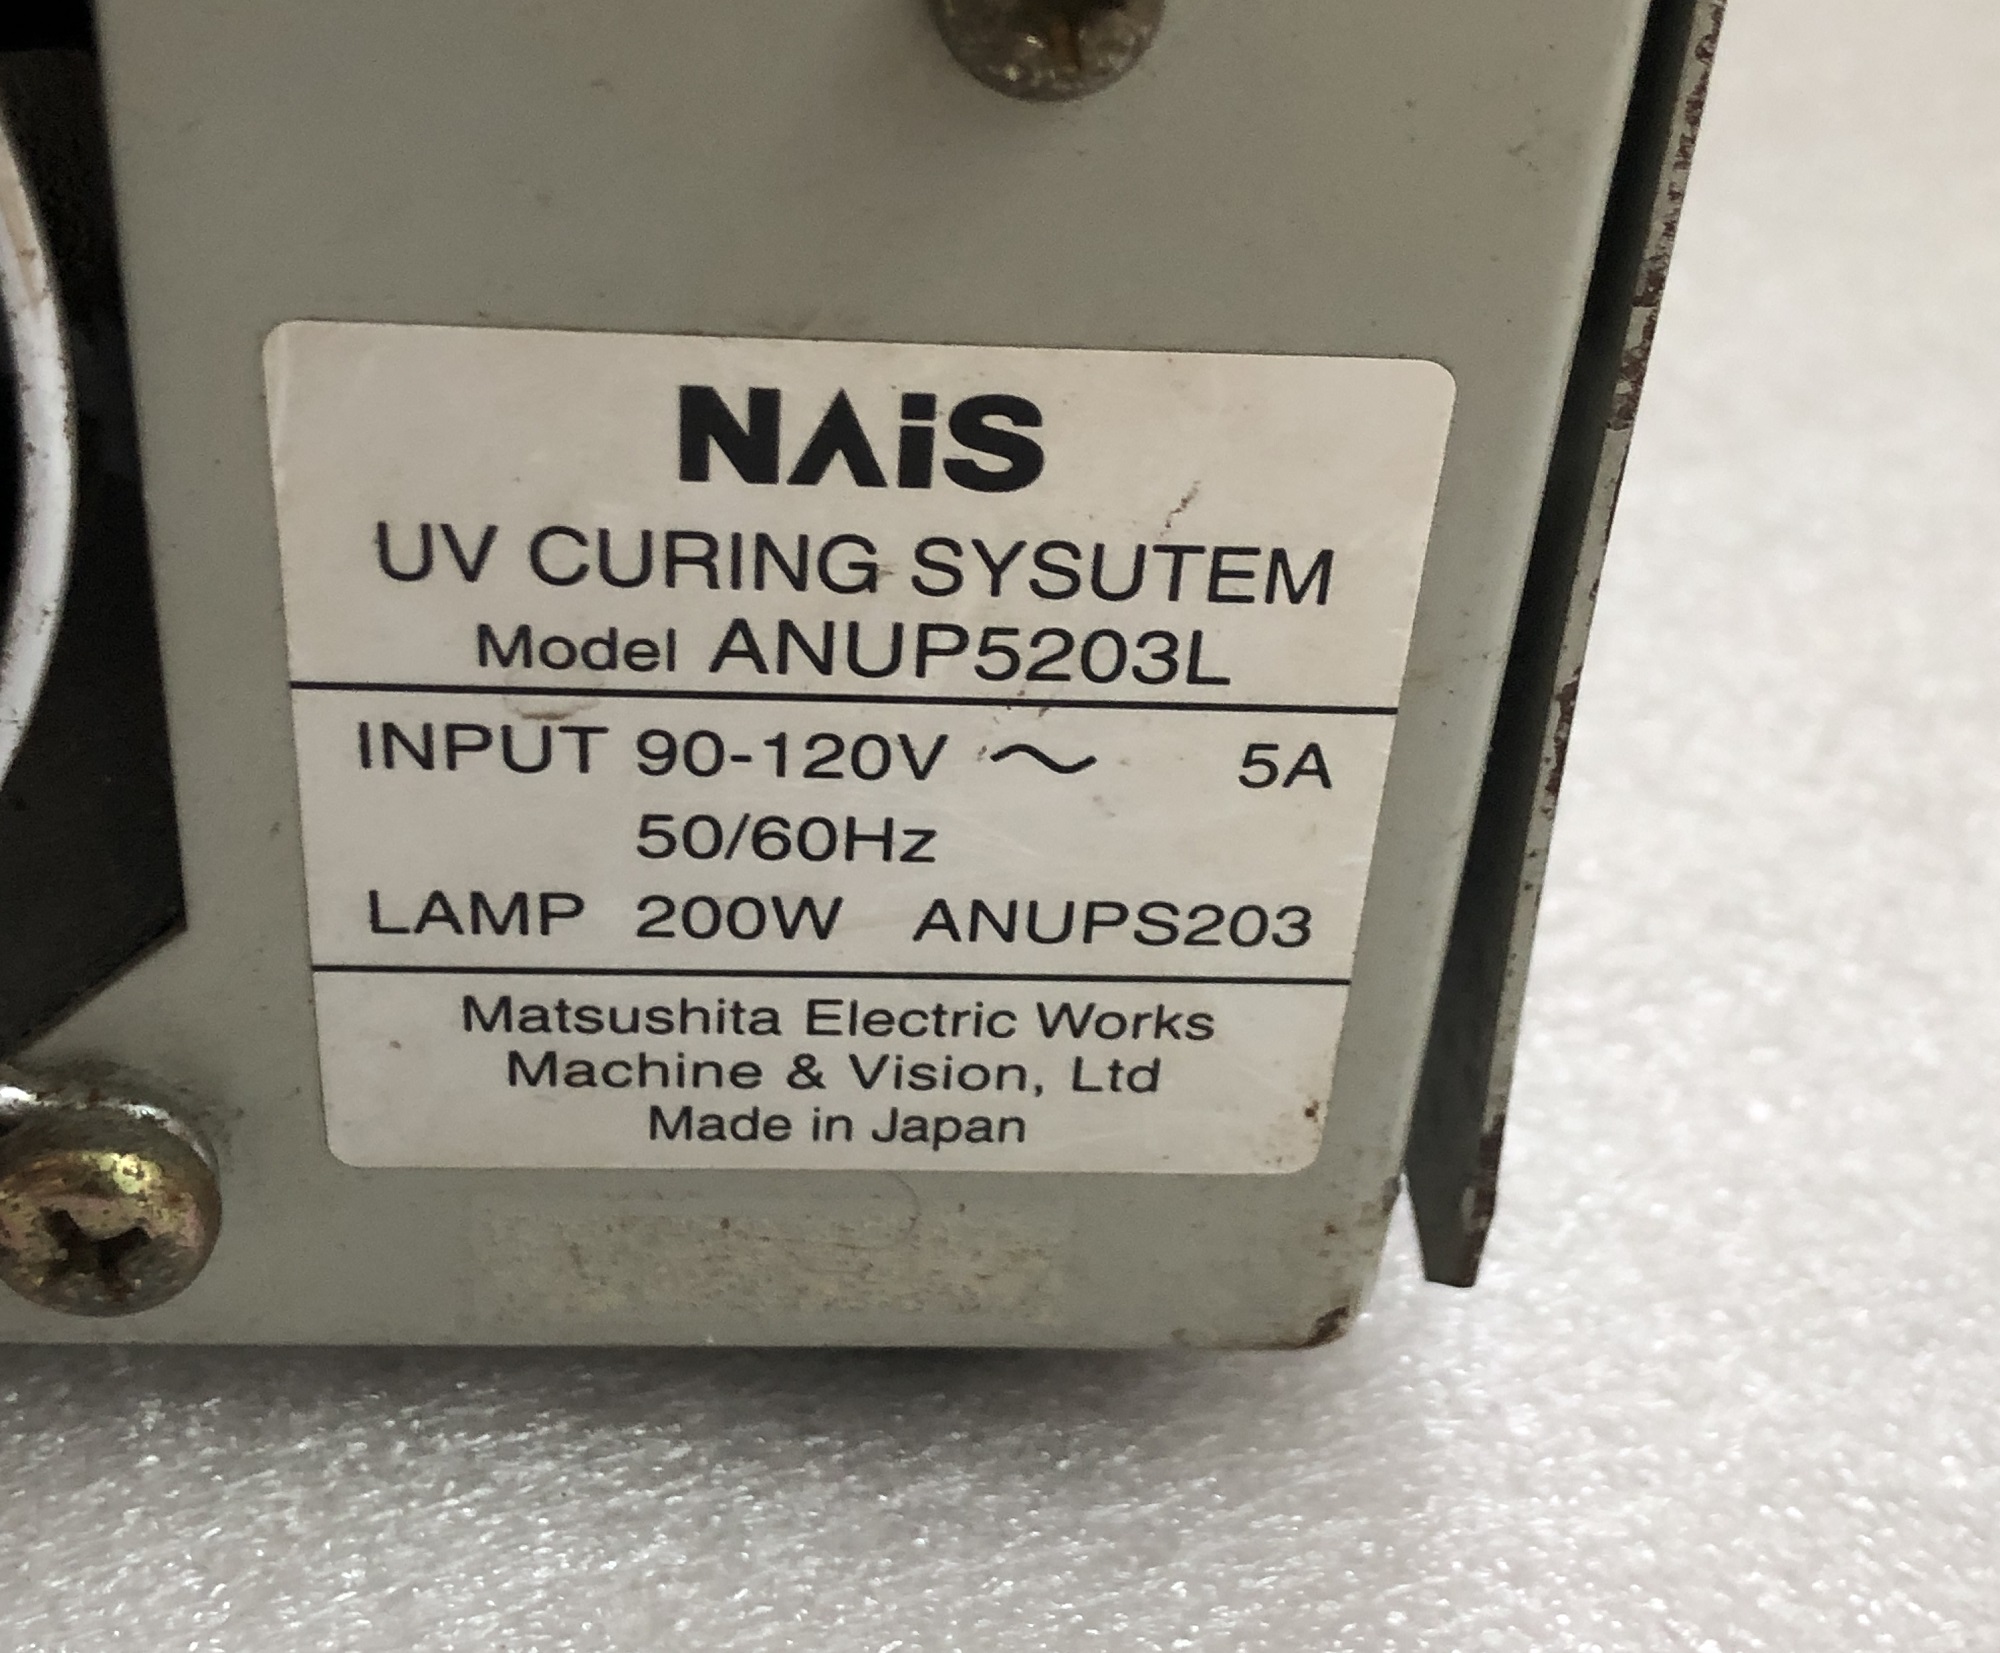 NAiS
UV CURING SYSUTEM
Model ANUP5203L
INPUT 90-120V ~ 5A
50/60Hz
LAMP 200W ANUPS203
Matsushita Electric Works
Machine & Vision, Ltd
Made in Japan